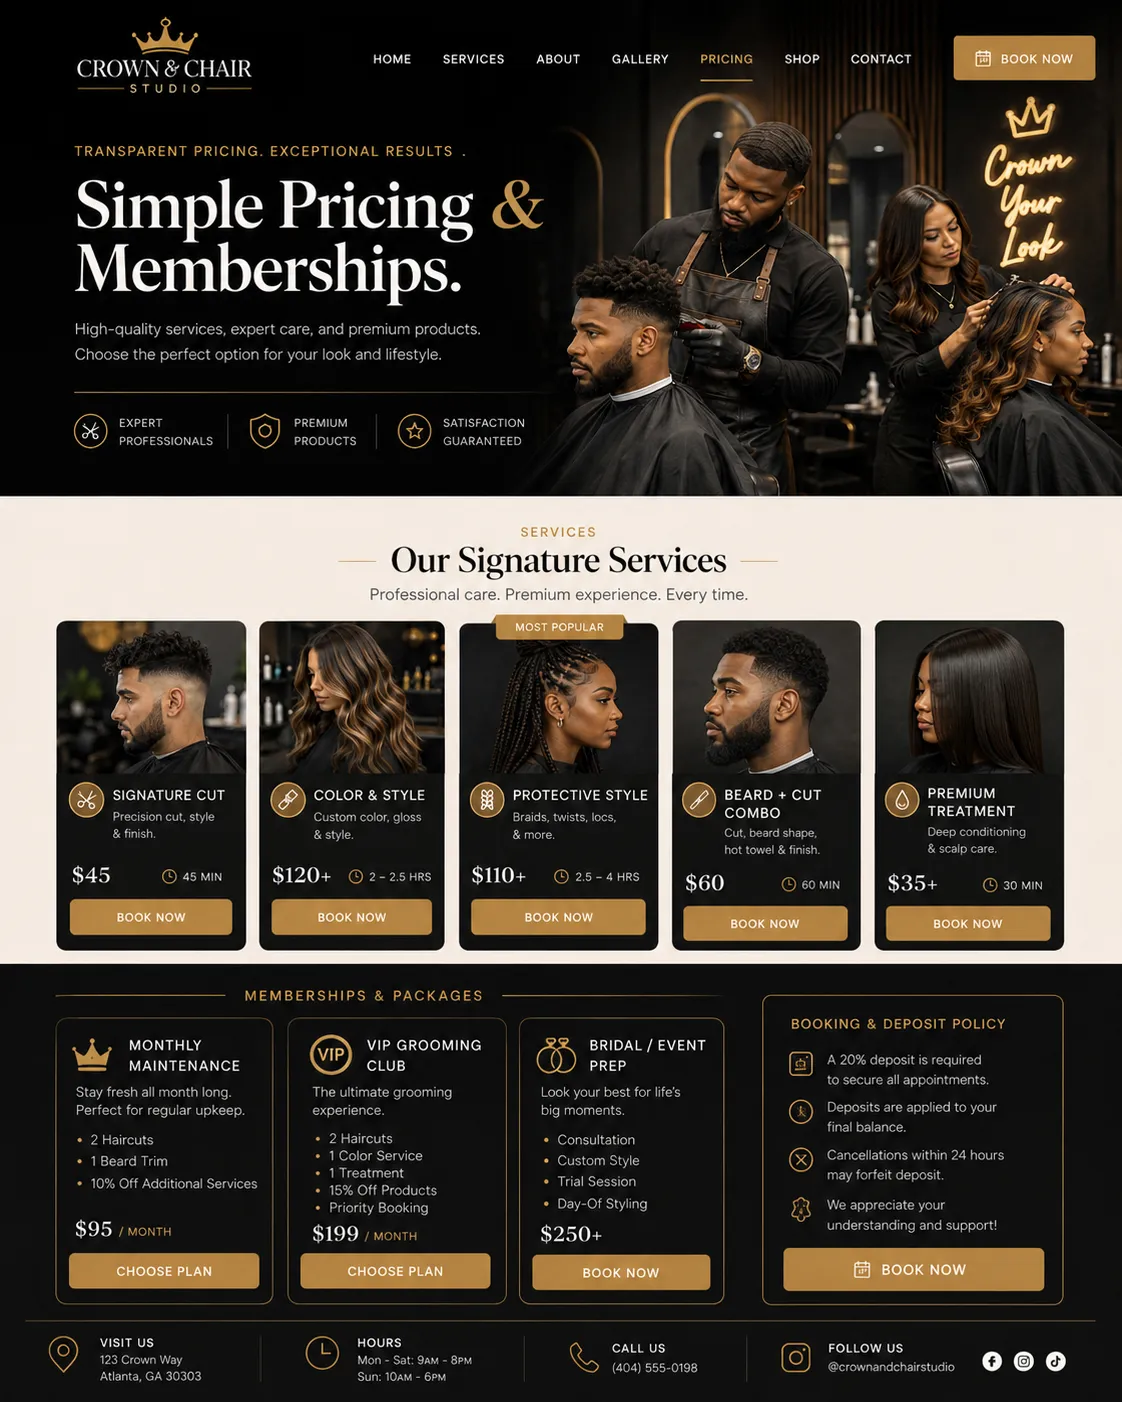 CROWN & CHAIR
STUDIO
HOME
SERVICES
ABOUT
GALLERY
PRICING
SHOP
CONTACT
BOOK NOW
TRANSPARENT PRICING. EXCEPTIONAL RESULTS .
Simple Pricing &
Memberships.
High-quality services, expert care, and premium products.
Choose the perfect option for your look and lifestyle.
EXPERT
PROFESSIONALS
PREMIUM
PRODUCTS
SATISFACTION
GUARANTEED
Crown
Your
Look
SERVICES
Our Signature Services
Professional care. Premium experience. Every time.
SIGNATURE CUT
Precision cut, style
& finish.
$45
45 MIN
BOOK NOW
COLOR & STYLE
Custom color, gloss
& style.
$120+
2 – 2.5 HRS
BOOK NOW
MOST POPULAR
PROTECTIVE STYLE
Braids, twists, locs,
& more.
$110+
2.5 – 4 HRS
BOOK NOW
BEARD + CUT
COMBO
Cut, beard shape,
hot towel & finish.
$60
60 MIN
BOOK NOW
PREMIUM
TREATMENT
Deep conditioning
& scalp care.
$35+
30 MIN
BOOK NOW
MEMBERSHIPS & PACKAGES
MONTHLY
MAINTENANCE
Stay fresh all month long.
Perfect for regular upkeep.
• 2 Haircuts
• 1 Beard Trim
• 10% Off Additional Services
$95 / MONTH
CHOOSE PLAN
VIP
VIP GROOMING
CLUB
The ultimate grooming
experience.
• 2 Haircuts
• 1 Color Service
• 1 Treatment
• 15% Off Products
• Priority Booking
$199 / MONTH
CHOOSE PLAN
BRIDAL / EVENT
PREP
Look your best for life's
big moments.
• Consultation
• Custom Style
• Trial Session
• Day-Of Styling
$250+
BOOK NOW
BOOKING & DEPOSIT POLICY
A 20% deposit is required
to secure all appointments.
Deposits are applied to your
final balance.
Cancellations within 24 hours
may forfeit deposit.
We appreciate your
understanding and support!
BOOK NOW
VISIT US
123 Crown Way
Atlanta, GA 30303
HOURS
Mon - Sat: 9AM - 8PM
Sun: 10AM - 6PM
CALL US
(404) 555-0198
FOLLOW US
@crownandchairstudio